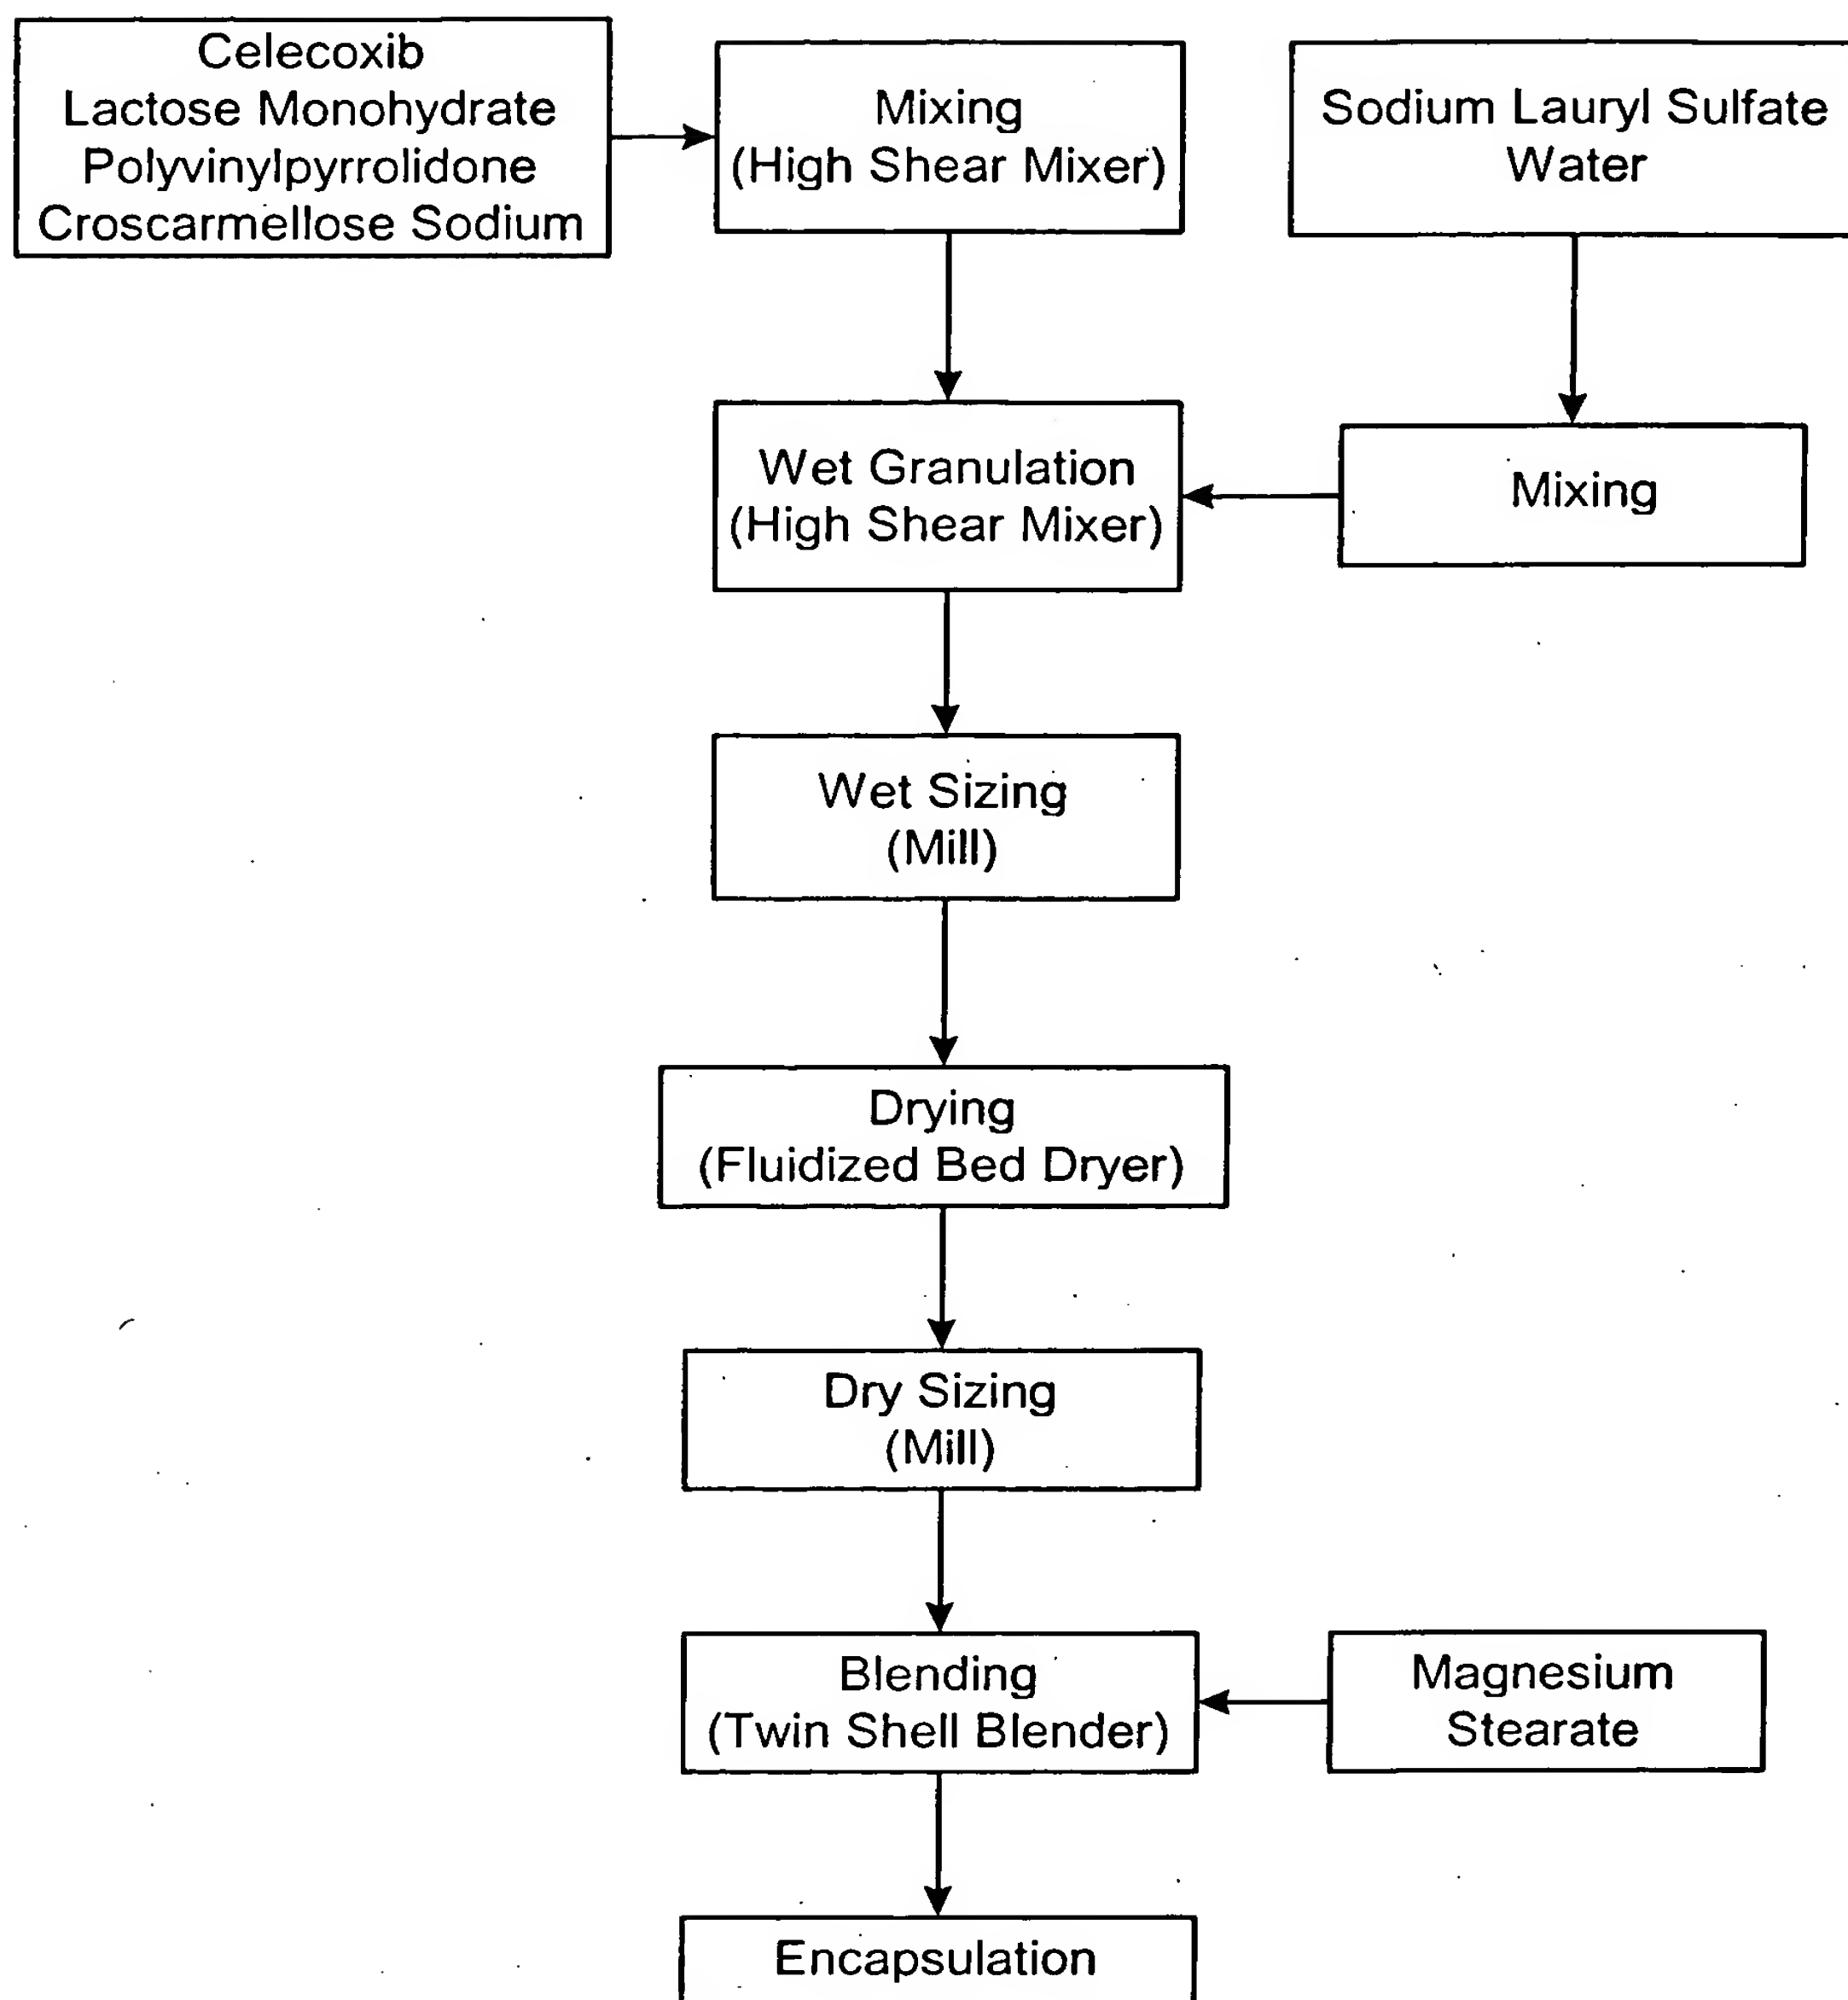 Celecoxib
Lactose Monohydrate
Polyvinylpyrrolidone
Croscarmellose Sodium
Mixing
(High Shear Mixer)
Sodium Lauryl Sulfate
Water
Wet Granulation
(High Shear Mixer)
Mixing
Wet Sizing
(Mill)
Drying
(Fluidized Bed Dryer)
Dry Sizing
(Mill)
Blending
(Twin Shell Blender)
Magnesium
Stearate
Encapsulation